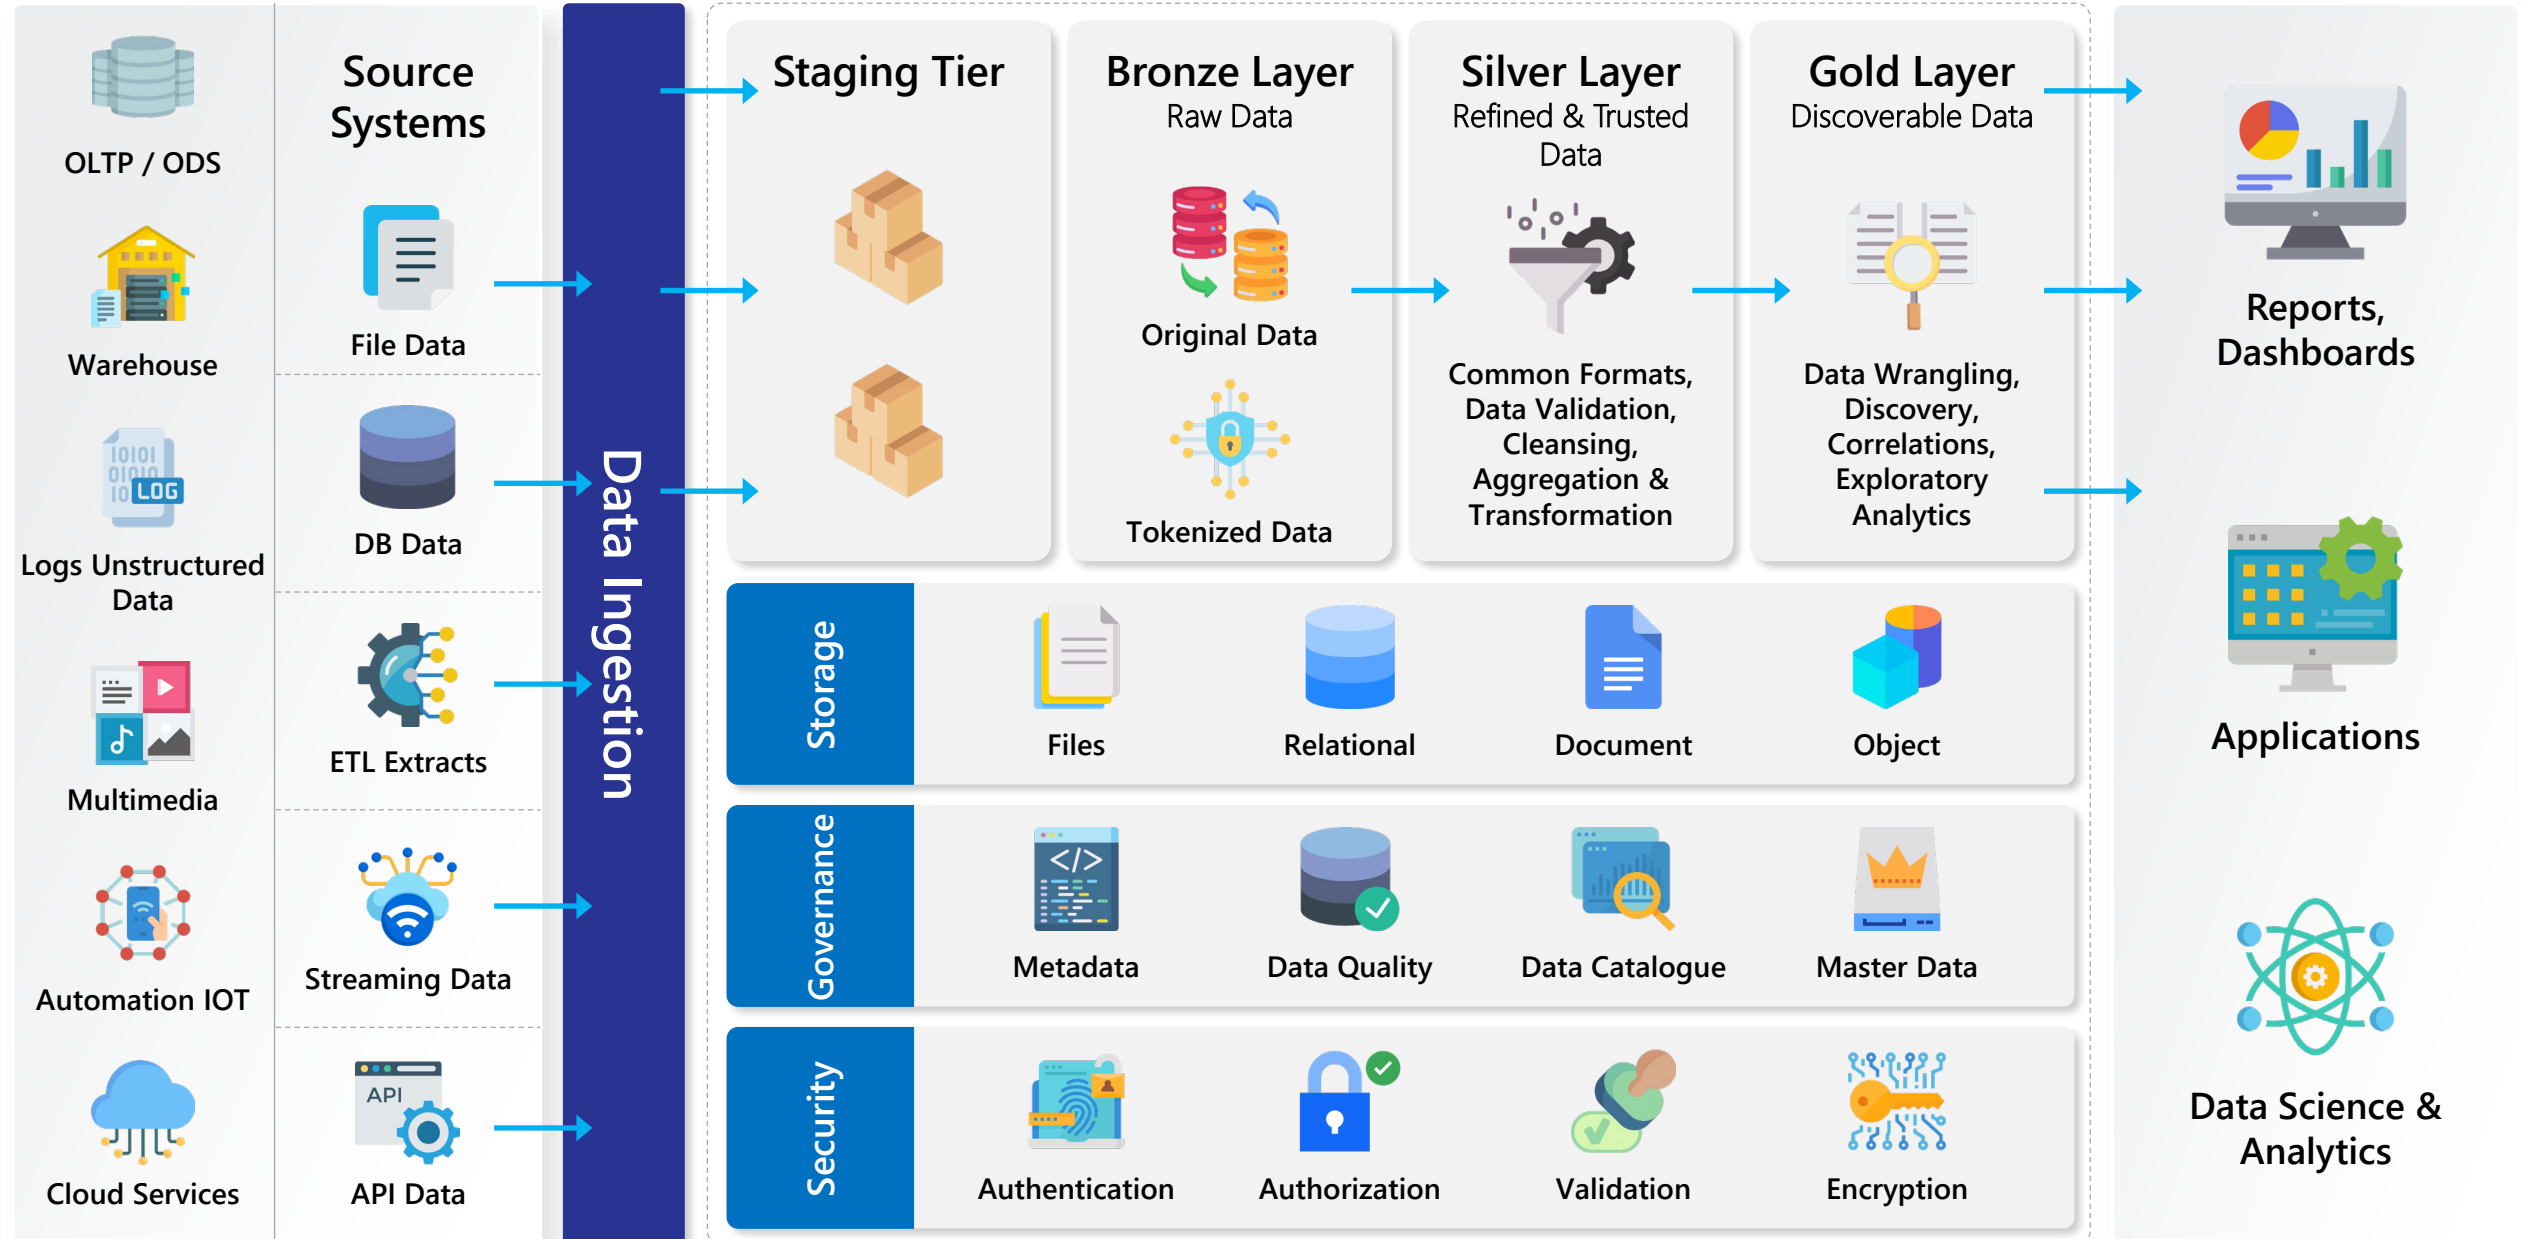 OLTP / ODS
Warehouse
10101
01010
10
LOG
Logs Unstructured
Data
Multimedia
Automation IOT
Cloud Services
Source
Systems
File Data
DB Data
ETL Extracts
Streaming Data
API
API Data
Data Ingestion
Staging Tier
Bronze Layer
Raw Data
Original Data
Tokenized Data
Silver Layer
Refined & Trusted
Data
Common Formats,
Data Validation,
Cleansing,
Aggregation &
Transformation
Gold Layer
Discoverable Data
Data Wrangling,
Discovery,
Correlations,
Exploratory
Analytics
Storage
Files
Relational
Document
Object
Governance
</>
Metadata
Data Quality
Data Catalogue
Master Data
Security
Authentication
Authorization
Validation
Encryption
Reports,
Dashboards
Applications
Data Science &
Analytics